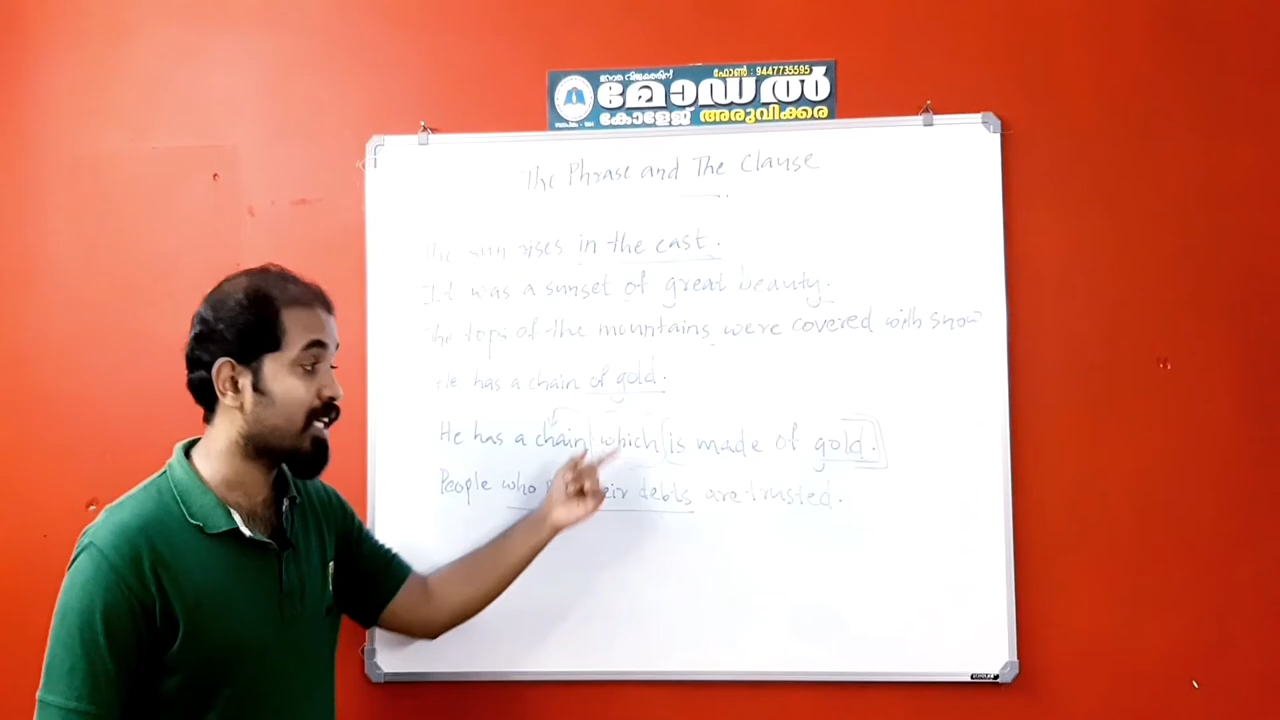 ഫോൺ : 9447735595
മോഡൽ
കോളേജ് അരുവിക്കര
The Phrase and The Clause
The sun rises in the east.
It was a sunset of great beauty.
The tops of the mountains were covered with snow
He has a chain of gold.
He has a chain which is made of gold.
People who their debts are trusted.